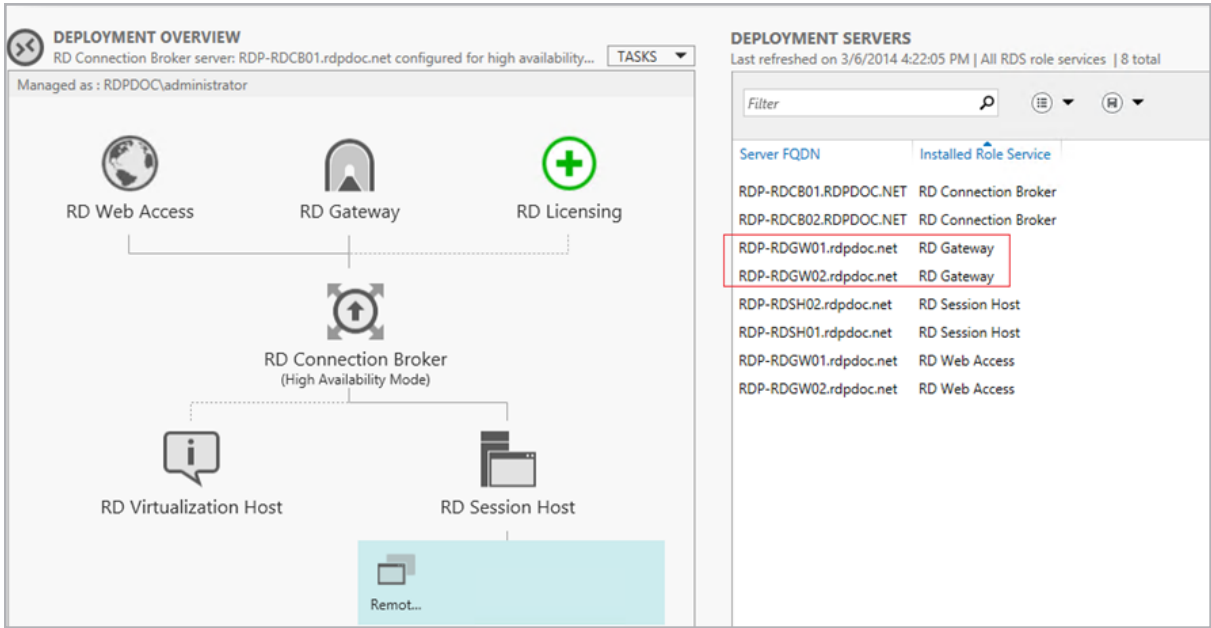 DEPLOYMENT OVERVIEW
RD Connection Broker server: RDP-RDCB01.rdpdoc.net configured for high availability...
TASKS
Managed as : RDPDOC\administrator
RD Web Access
RD Gateway
RD Licensing
RD Connection Broker
(High Availability Mode)
RD Virtualization Host
RD Session Host
Remot...
DEPLOYMENT SERVERS
Last refreshed on 3/6/2014 4:22:05 PM | All RDS role services | 8 total
Filter
Server FQDN Installed Role Service
RDP-RDCB01.RDPDOC.NET RD Connection Broker
RDP-RDCB02.RDPDOC.NET RD Connection Broker
RDP-RDGW01.rdpdoc.net RD Gateway
RDP-RDGW02.rdpdoc.net RD Gateway
RDP-RDSH02.rdpdoc.net RD Session Host
RDP-RDSH01.rdpdoc.net RD Session Host
RDP-RDGW01.rdpdoc.net RD Web Access
RDP-RDGW02.rdpdoc.net RD Web Access